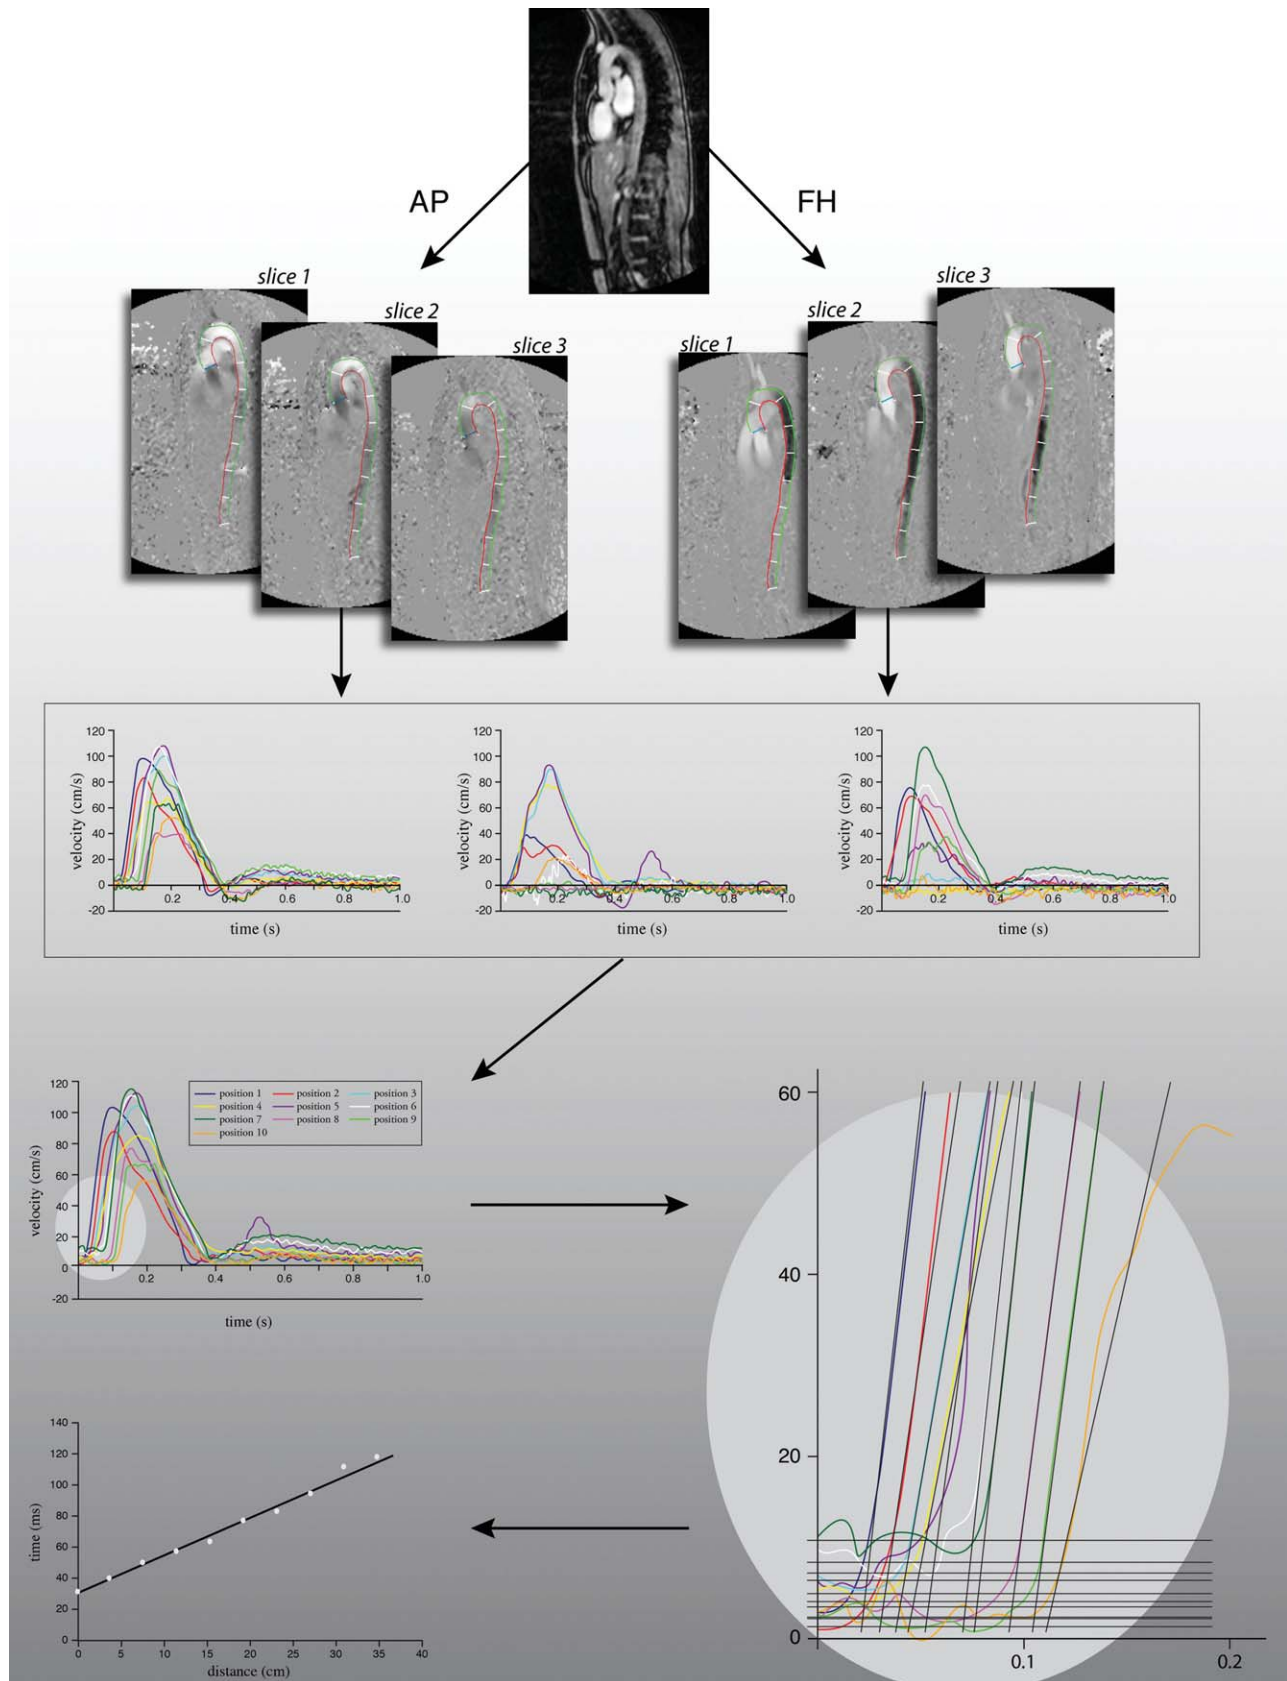 AP
FH
slice 1
slice 2
slice 3
slice 1
slice 2
slice 3
velocity (cm/s)
120
100
80
60
40
20
0
-20
0.2
0.4
0.6
0.8
1.0
time (s)
velocity (cm/s)
120
100
80
60
40
20
0
-20
0.2
0.4
0.6
0.8
1.0
time (s)
velocity (cm/s)
120
100
80
60
40
20
0
-20
0.2
0.4
0.6
0.8
1.0
time (s)
velocity (cm/s)
120
100
80
60
40
20
0
-20
position 1 position 2 position 3
position 4 position 5 position 6
position 7 position 8 position 9
position 10
0.2
0.4
0.6
0.8
1.0
time (s)
60
40
20
0
0.1
0.2
time (ms)
140
120
100
80
60
40
20
0
0 5 10 15 20 25 30 35 40
distance (cm)